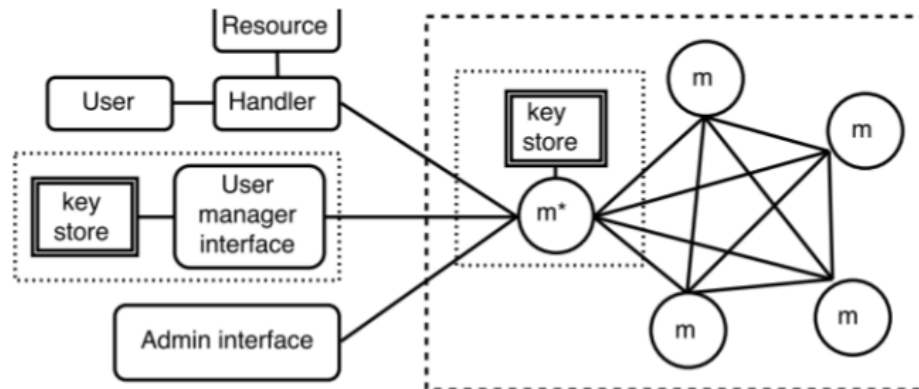 Resource
User
Handler
key
store
User
manager
interface
Admin interface
key
store
m*
m
m
m
m